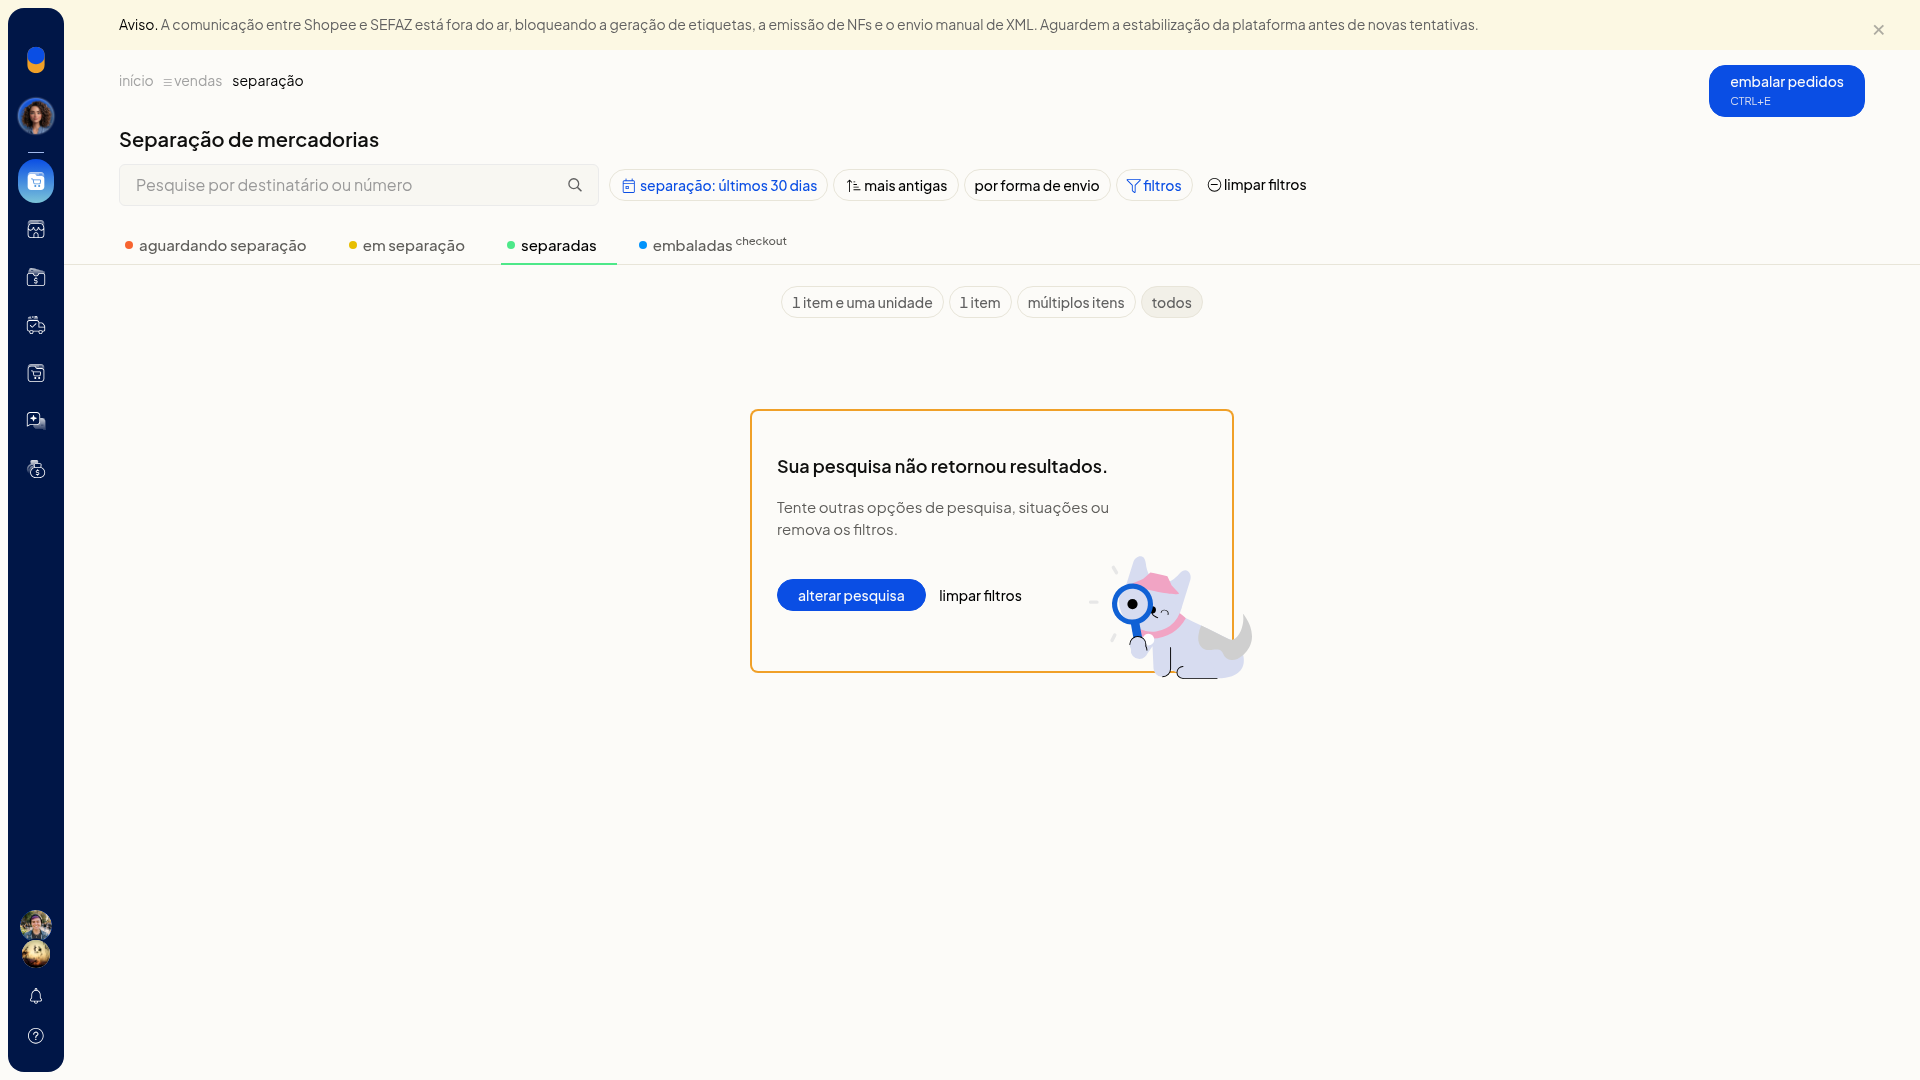 Aviso. A comunicação entre Shopee e SEFAZ está fora do ar, bloqueando a geração de etiquetas, a emissão de NFs e o envio manual de XML. Aguardem a estabilização da plataforma antes de novas tentativas.
início vendas separação
embalar pedidos
CTRL+E
Separação de mercadorias
Pesquise por destinatário ou número
separação: últimos 30 dias
mais antigas
por forma de envio
filtros
limpar filtros
aguardando separação
em separação
separadas
embaladas checkout
1 item e uma unidade
1 item
múltiplos itens
todos
Sua pesquisa não retornou resultados.
Tente outras opções de pesquisa, situações ou
remova os filtros.
alterar pesquisa
limpar filtros